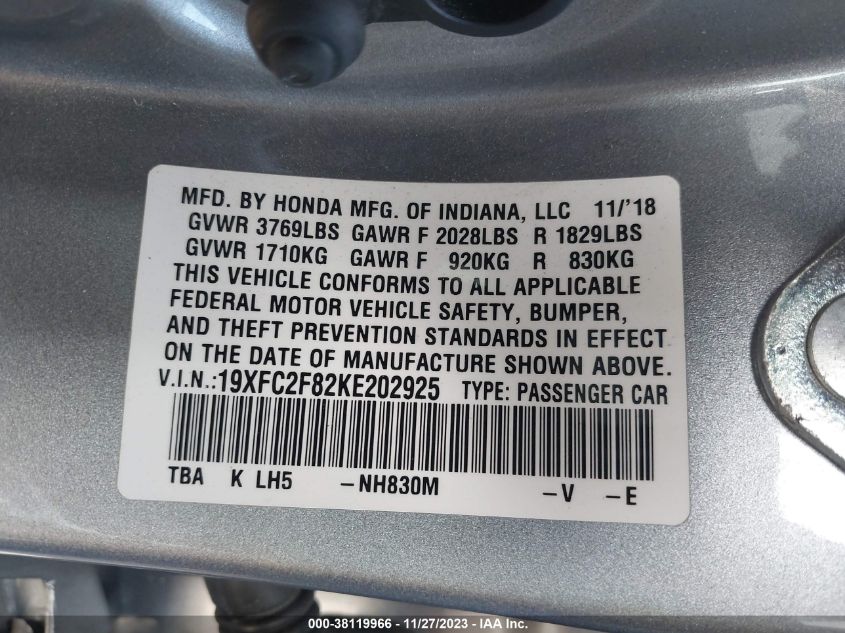 MFD. BY HONDA MFG. OF INDIANA, LLC 11/'18
GVWR 3769LBS GAWR F 2028LBS R 1829LBS
GVWR 1710KG GAWR F 920KG R 830KG
THIS VEHICLE CONFORMS TO ALL APPLICABLE
FEDERAL MOTOR VEHICLE SAFETY, BUMPER,
AND THEFT PREVENTION STANDARDS IN EFFECT
ON THE DATE OF MANUFACTURE SHOWN ABOVE.
V.I.N.:19XFC2F82KE202925 TYPE: PASSENGER CAR
TBA K LH5 -NH830M -V -E
000-38119966 - 11/27/2023 - © IAA Inc.